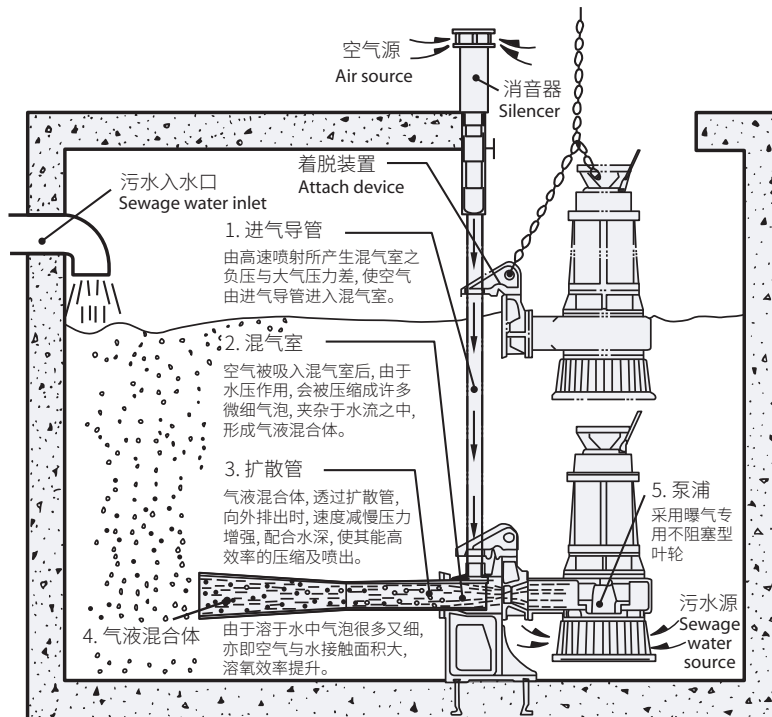 空气源
Air source
消音器
Silencer
着脱装置
Attach device
污水入水口
Sewage water inlet
1. 进气导管
由高速喷射所产生混气室之
负压与大气压力差, 使空气
由进气导管进入混气室。
2. 混气室
空气被吸入混气室后, 由于
水压作用, 会被压缩成许多
微细气泡, 夹杂于水流之中,
形成气液混合体。
3. 扩散管
气液混合体, 透过扩散管,
向外排出时, 速度减慢压力
增强, 配合水深, 使其能高
效率的压缩及喷出。
5. 泵浦
采用曝气专
用不阻塞型
叶轮
4. 气液混合体
由于溶于水中气泡很多又细,
亦即空气与水接触面积大,
溶氧效率提升。
污水源
Sewage
water
source